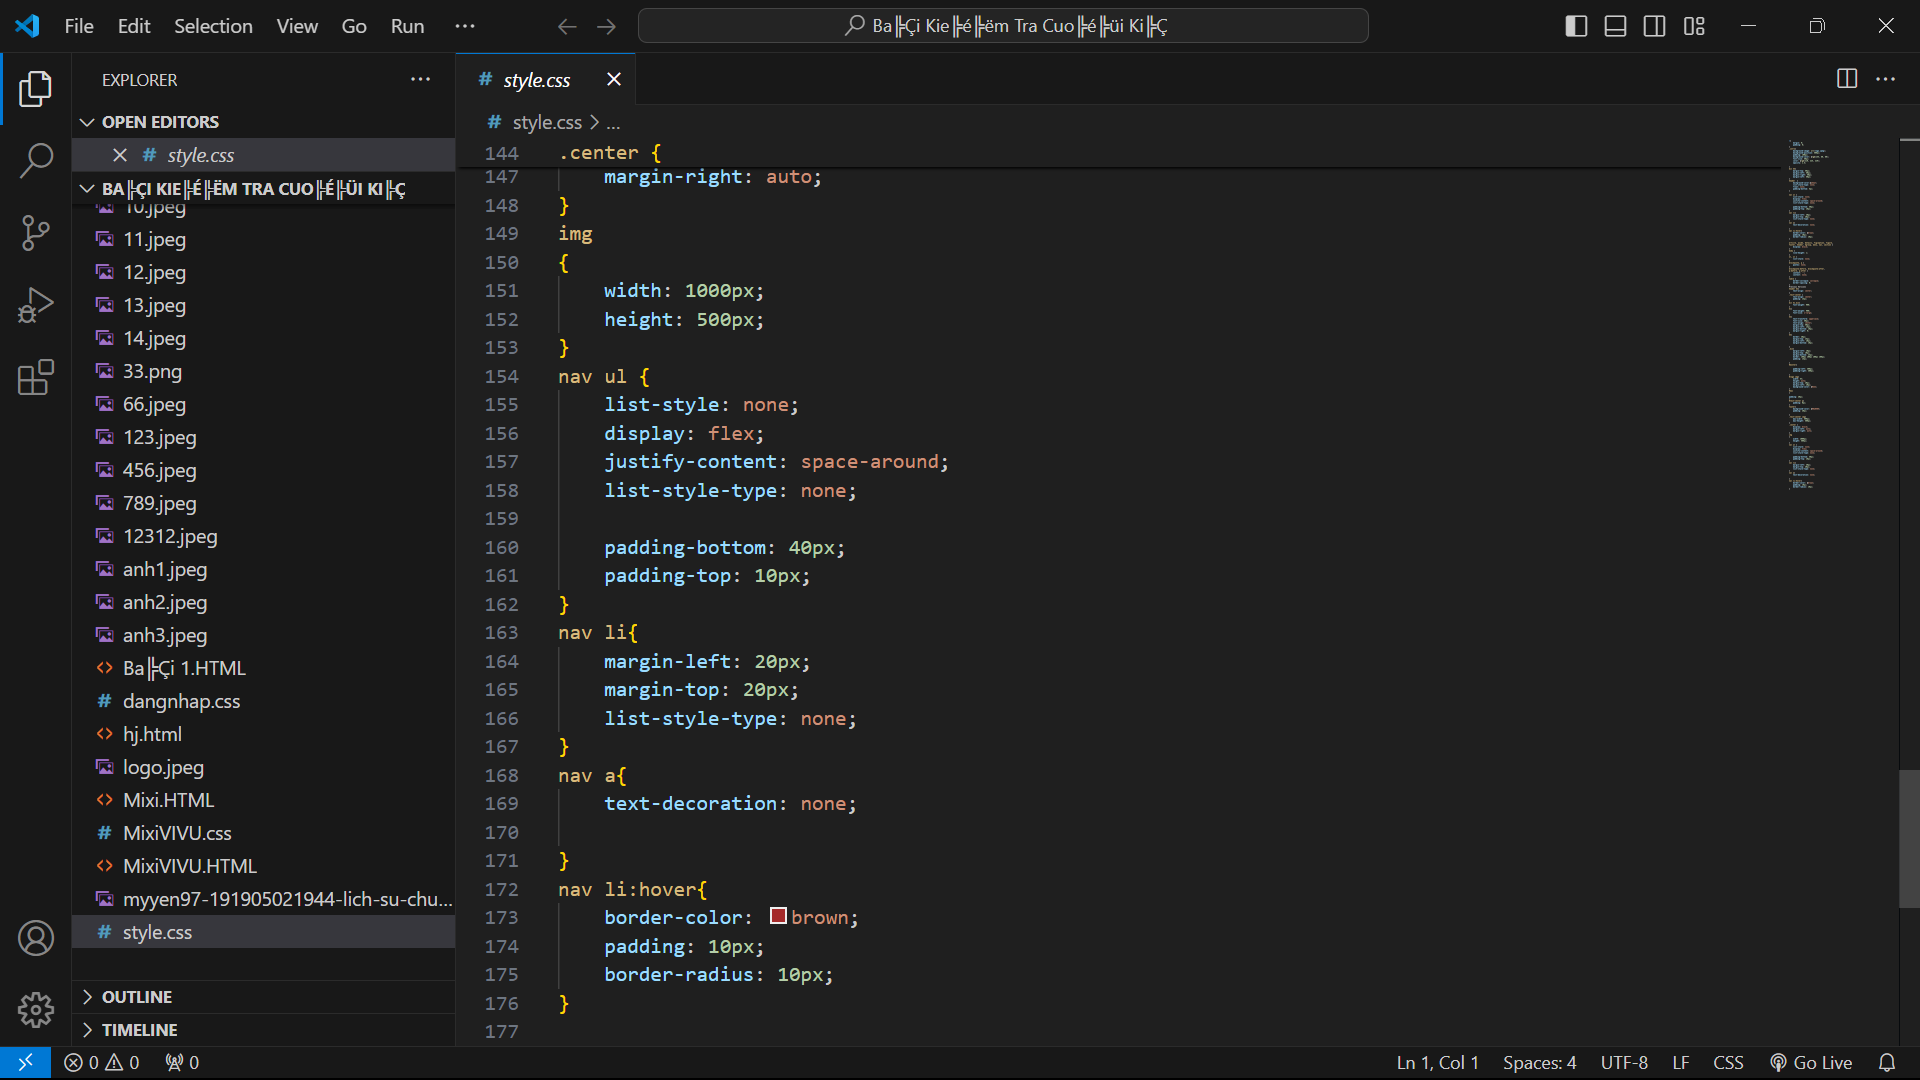 File Edit Selection View Go Run ···
Ba╠Çi Kie╠é╠ëm Tra Cuo╠é╠üi Ki╠Ç
EXPLORER
OPEN EDITORS
# style.css
BA╠ÇI KIE╠É╠ËM TRA CUO╠É╠ÜI KI╠Ç
10.jpeg
11.jpeg
12.jpeg
13.jpeg
14.jpeg
33.png
66.jpeg
123.jpeg
456.jpeg
789.jpeg
12312.jpeg
anh1.jpeg
anh2.jpeg
anh3.jpeg
<> Ba╠Çi 1.HTML
# dangnhap.css
<> hj.html
logo.jpeg
<> Mixi.HTML
# MixiVIVU.css
<> MixiVIVU.HTML
myyen97-191905021944-lich-su-chu...
# style.css
OUTLINE
TIMELINE
# style.css
# style.css > ...
144 .center {
147 margin-right: auto;
148 }
149 img
150 {
151 width: 1000px;
152 height: 500px;
153 }
154 nav ul {
155 list-style: none;
156 display: flex;
157 justify-content: space-around;
158 list-style-type: none;
159
160 padding-bottom: 40px;
161 padding-top: 10px;
162 }
163 nav li{
164 margin-left: 20px;
165 margin-top: 20px;
166 list-style-type: none;
167 }
168 nav a{
169 text-decoration: none;
170
171 }
172 nav li:hover{
173 border-color: brown;
174 padding: 10px;
175 border-radius: 10px;
176 }
177
0 0 0
Ln 1, Col 1 Spaces: 4 UTF-8 LF CSS Go Live